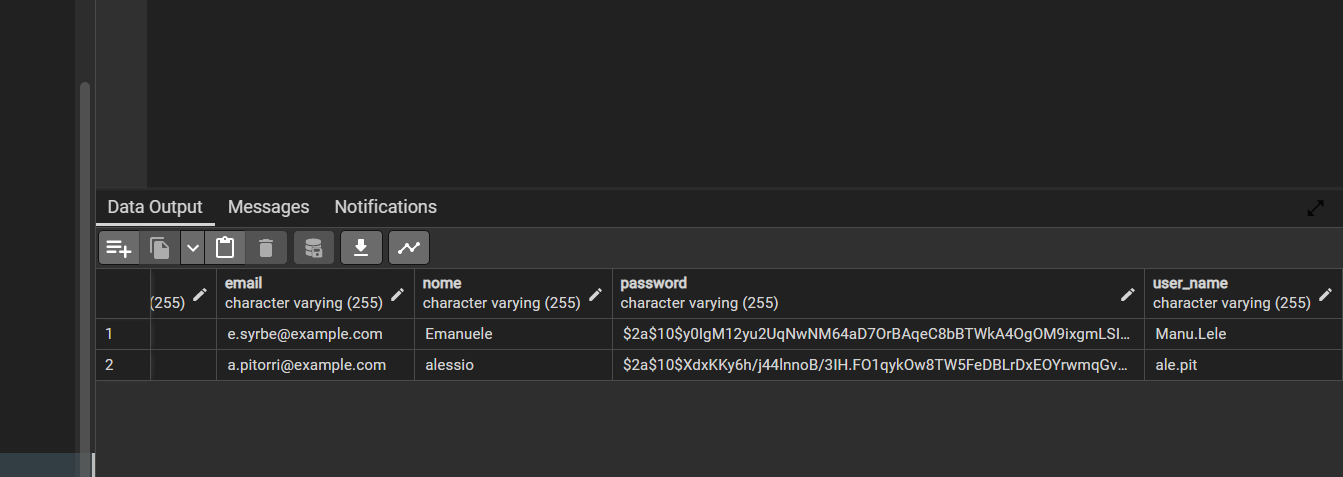 Data Output Messages Notifications
email nome password user_name
(255) character varying (255) character varying (255) character varying (255) character varying (255)
1 e.syrbe@example.com Emanuele $2a$10$y0IgM12yu2UqNwNM64aD7OrBAqeC8bBTWkA4OgOM9ixgmLSI... Manu.Lele
2 a.pitorri@example.com alessio $2a$10$XdxKKy6h/j44lnnoB/3IH.FO1qykOw8TW5FeDBLrDxEOYrwmqGv... ale.pit